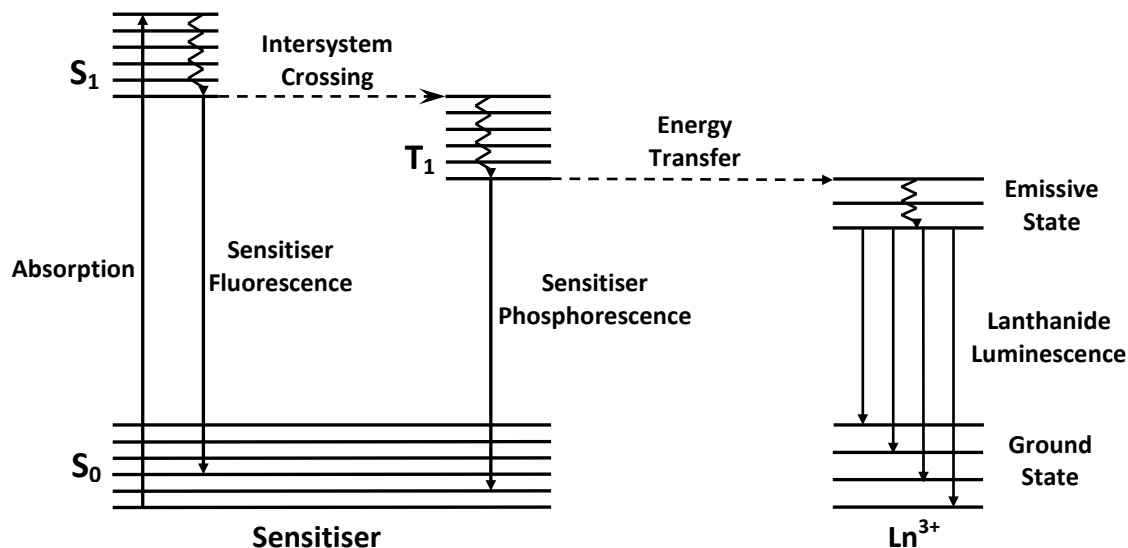 S₁
Intersystem
Crossing
T₁
Energy
Transfer
Emissive
State
Absorption
Sensitiser
Fluorescence
Sensitiser
Phosphorescence
Lanthanide
Luminescence
S₀
Ground
State
Sensitiser
Ln³⁺